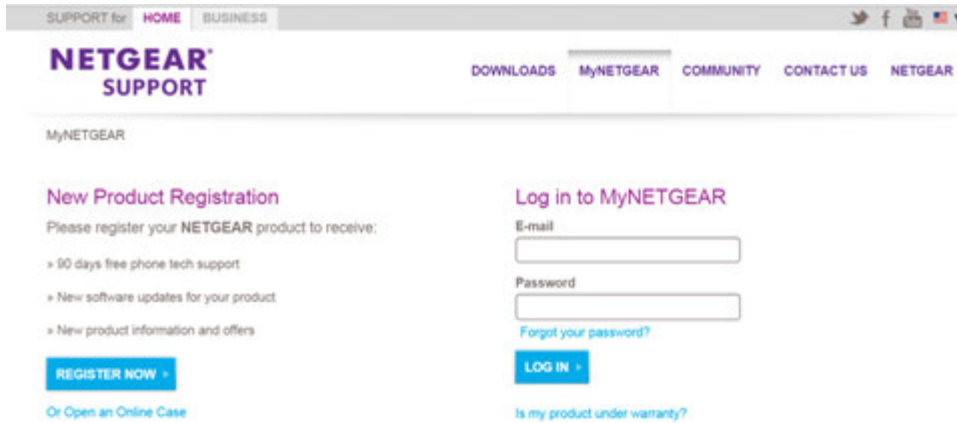 SUPPORT for HOME BUSINESS
NETGEAR®
SUPPORT
DOWNLOADS MyNETGEAR COMMUNITY CONTACT US NETGEAR
MyNETGEAR
New Product Registration
Please register your NETGEAR product to receive:
» 90 days free phone tech support
» New software updates for your product
» New product information and offers
REGISTER NOW »
Or Open an Online Case
Log in to MyNETGEAR
E-mail
Password
Forgot your password?
LOG IN »
Is my product under warranty?